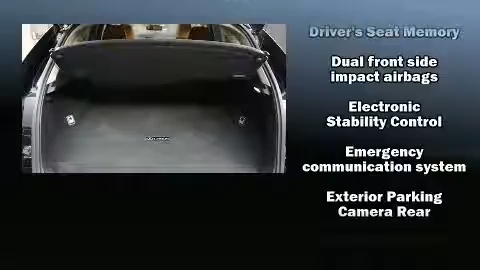 Driver's Seat Memory
Dual front side
impact airbags
Electronic
Stability Control
Emergency
communication system
Exterior Parking
Camera Rear